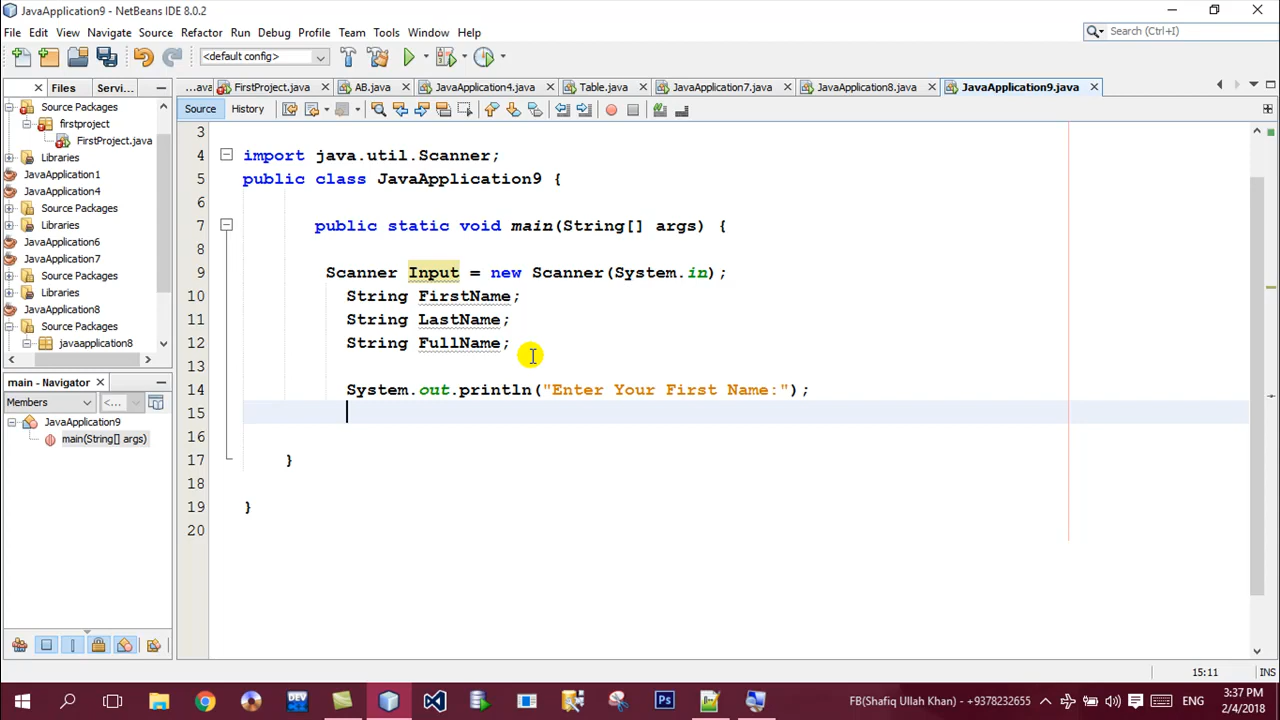 JavaApplication9 - NetBeans IDE 8.0.2
File Edit View Navigate Source Refactor Run Debug Profile Team Tools Window Help
Search (Ctrl+I)
<default config>
Files Servi...
...ava FirstProject.java AB.java JavaApplication4.java Table.java JavaApplication7.java JavaApplication8.java JavaApplication9.java
Source History
Source Packages
firstproject
FirstProject.java
Libraries
JavaApplication1
JavaApplication4
Source Packages
Libraries
JavaApplication6
JavaApplication7
Source Packages
Libraries
JavaApplication8
Source Packages
javaapplication8
main - Navigator
Members <...
JavaApplication9
main(String[] args)
3
4 import java.util.Scanner;
5 public class JavaApplication9 {
6
7 public static void main(String[] args) {
8
9 Scanner Input = new Scanner(System.in);
10 String FirstName;
11 String LastName;
12 String FullName;
13
14 System.out.println("Enter Your First Name:");
15
16
17 }
18
19 }
20
15:11 INS
FB(Shafiq Ullah Khan) - +9378232655 ENG
3:37 PM
2/4/2018